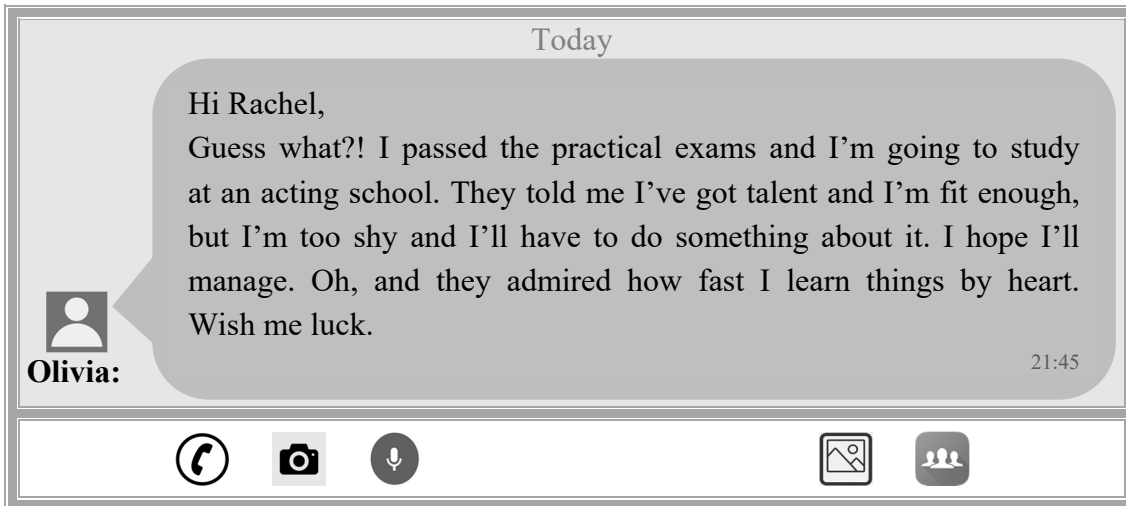 Today
Hi Rachel,
Guess what?! I passed the practical exams and I’m going to study
at an acting school. They told me I’ve got talent and I’m fit enough,
but I’m too shy and I’ll have to do something about it. I hope I’ll
manage. Oh, and they admired how fast I learn things by heart.
Wish me luck.
Olivia:
21:45